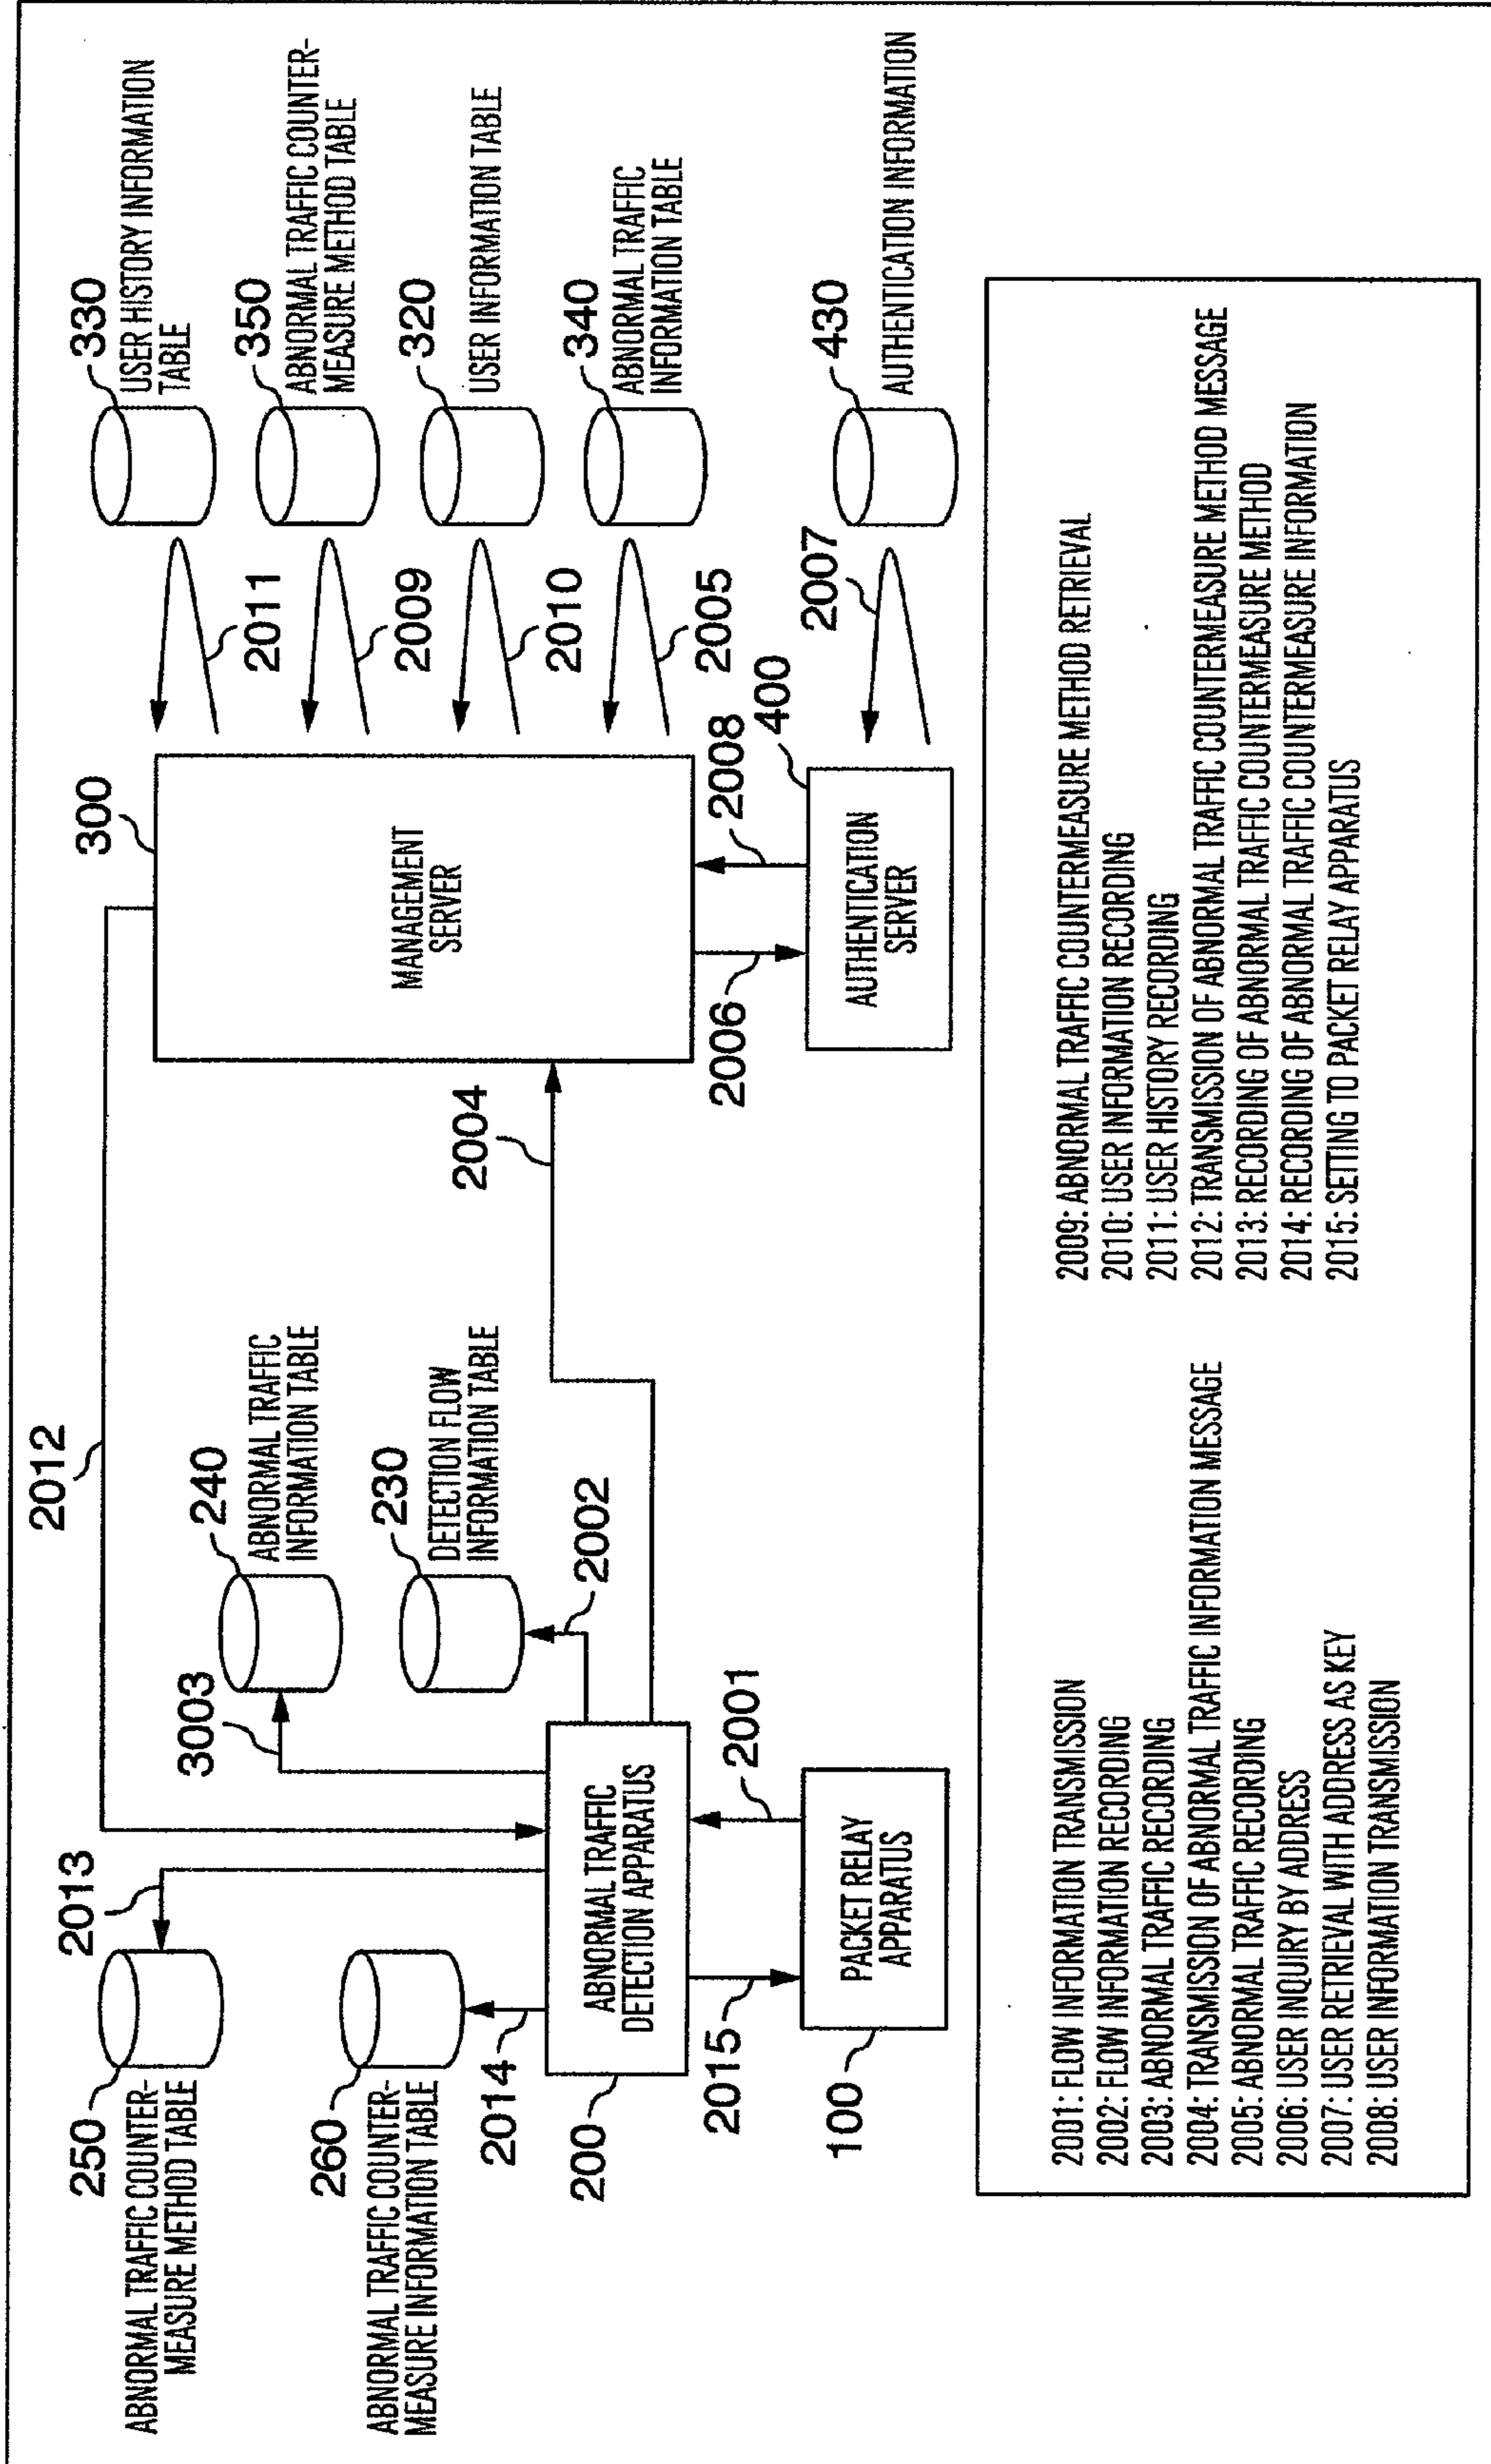 2012
2013
250
ABNORMAL TRAFFIC COUNTER-
MEASURE METHOD TABLE
3003
240
ABNORMAL TRAFFIC
INFORMATION TABLE
260
ABNORMAL TRAFFIC COUNTER-
MEASURE INFORMATION TABLE
2014
230
DETECTION FLOW
INFORMATION TABLE
2002
200
ABNORMAL TRAFFIC
DETECTION APPARATUS
2004
2015
2001
100
PACKET RELAY
APPARATUS
300
MANAGEMENT
SERVER
2006
2008
400
AUTHENTICATION
SERVER
2011
330
USER HISTORY INFORMATION
TABLE
2009
350
ABNORMAL TRAFFIC COUNTER-
MEASURE METHOD TABLE
2010
320
USER INFORMATION TABLE
2005
340
ABNORMAL TRAFFIC
INFORMATION TABLE
2007
430
AUTHENTICATION INFORMATION
2001: FLOW INFORMATION TRANSMISSION
2002: FLOW INFORMATION RECORDING
2003: ABNORMAL TRAFFIC RECORDING
2004: TRANSMISSION OF ABNORMAL TRAFFIC INFORMATION MESSAGE
2005: ABNORMAL TRAFFIC RECORDING
2006: USER INQUIRY BY ADDRESS
2007: USER RETRIEVAL WITH ADDRESS AS KEY
2008: USER INFORMATION TRANSMISSION
2009: ABNORMAL TRAFFIC COUNTERMEASURE METHOD RETRIEVAL
2010: USER INFORMATION RECORDING
2011: USER HISTORY RECORDING
2012: TRANSMISSION OF ABNORMAL TRAFFIC COUNTERMEASURE METHOD MESSAGE
2013: RECORDING OF ABNORMAL TRAFFIC COUNTERMEASURE METHOD
2014: RECORDING OF ABNORMAL TRAFFIC COUNTERMEASURE INFORMATION
2015: SETTING TO PACKET RELAY APPARATUS